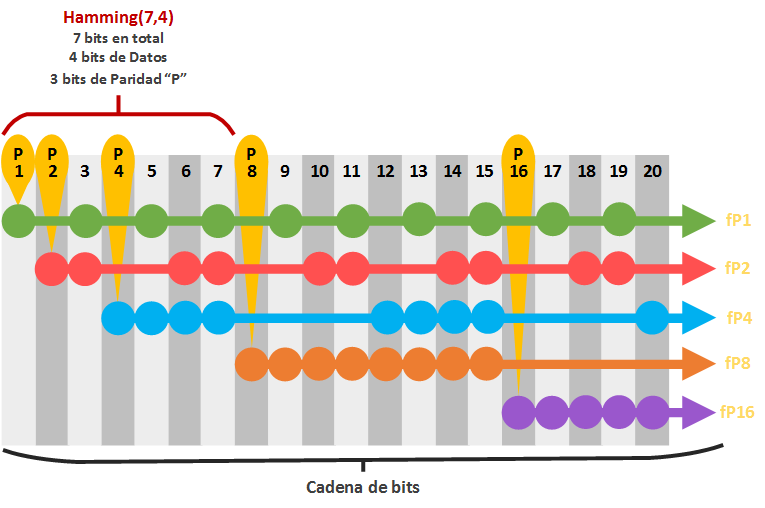 Hamming(7,4)
7 bits en total
4 bits de Datos
3 bits de Paridad “P”
P P P P P
1 2 3 4 5 6 7 8 9 10 11 12 13 14 15 16 17 18 19 20
fP1
fP2
fP4
fP8
fP16
Cadena de bits